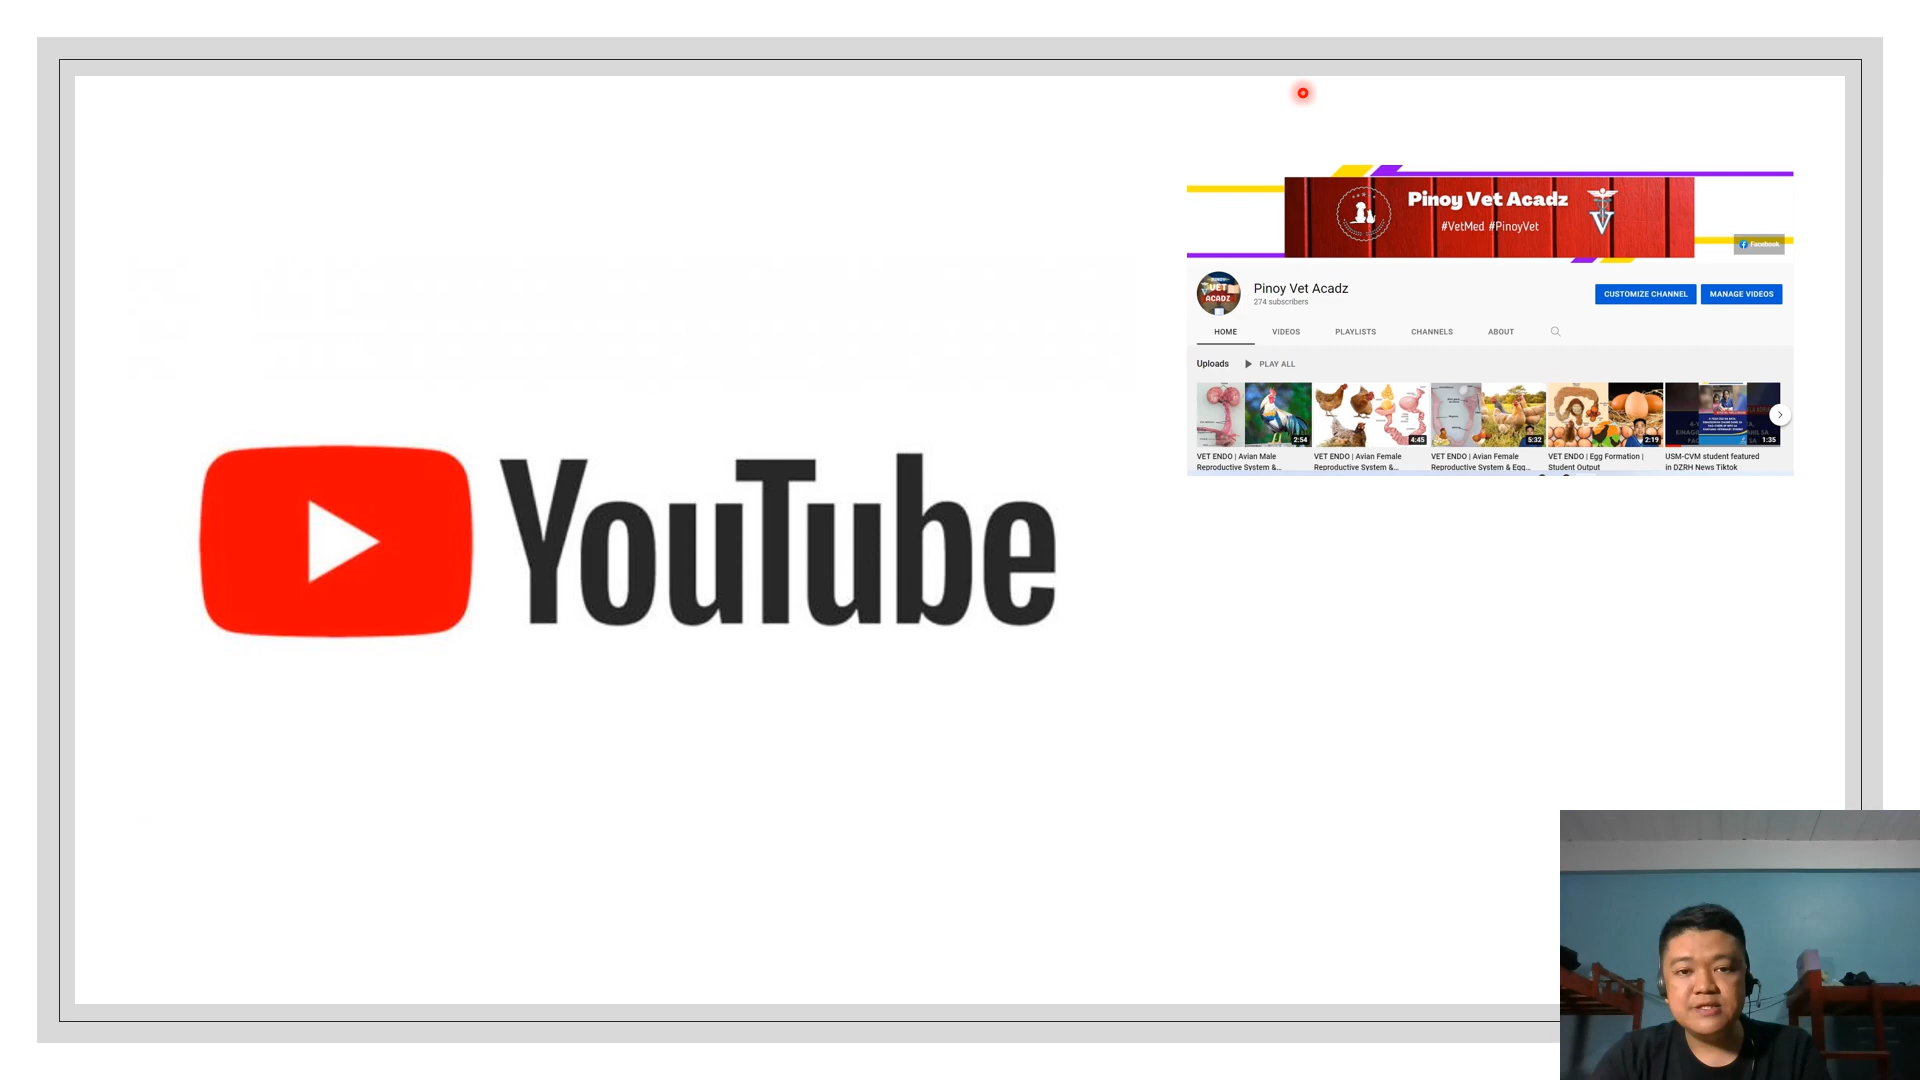 YouTube
Pinoy Vet Acadz
#VetMed #PinoyVet
Facebook
VET
ACADZ
Pinoy Vet Acadz
274 subscribers
CUSTOMIZE CHANNEL
MANAGE VIDEOS
HOME
VIDEOS
PLAYLISTS
CHANNELS
ABOUT
Uploads
PLAY ALL
2:54
4:45
5:32
2:19
1:35
VET ENDO | Avian Male
Reproductive System &...
VET ENDO | Avian Female
Reproductive System &...
VET ENDO | Avian Female
Reproductive System & Egg...
VET ENDO | Egg Formation |
Student Output
USM-CVM student featured
in DZRH News Tiktok